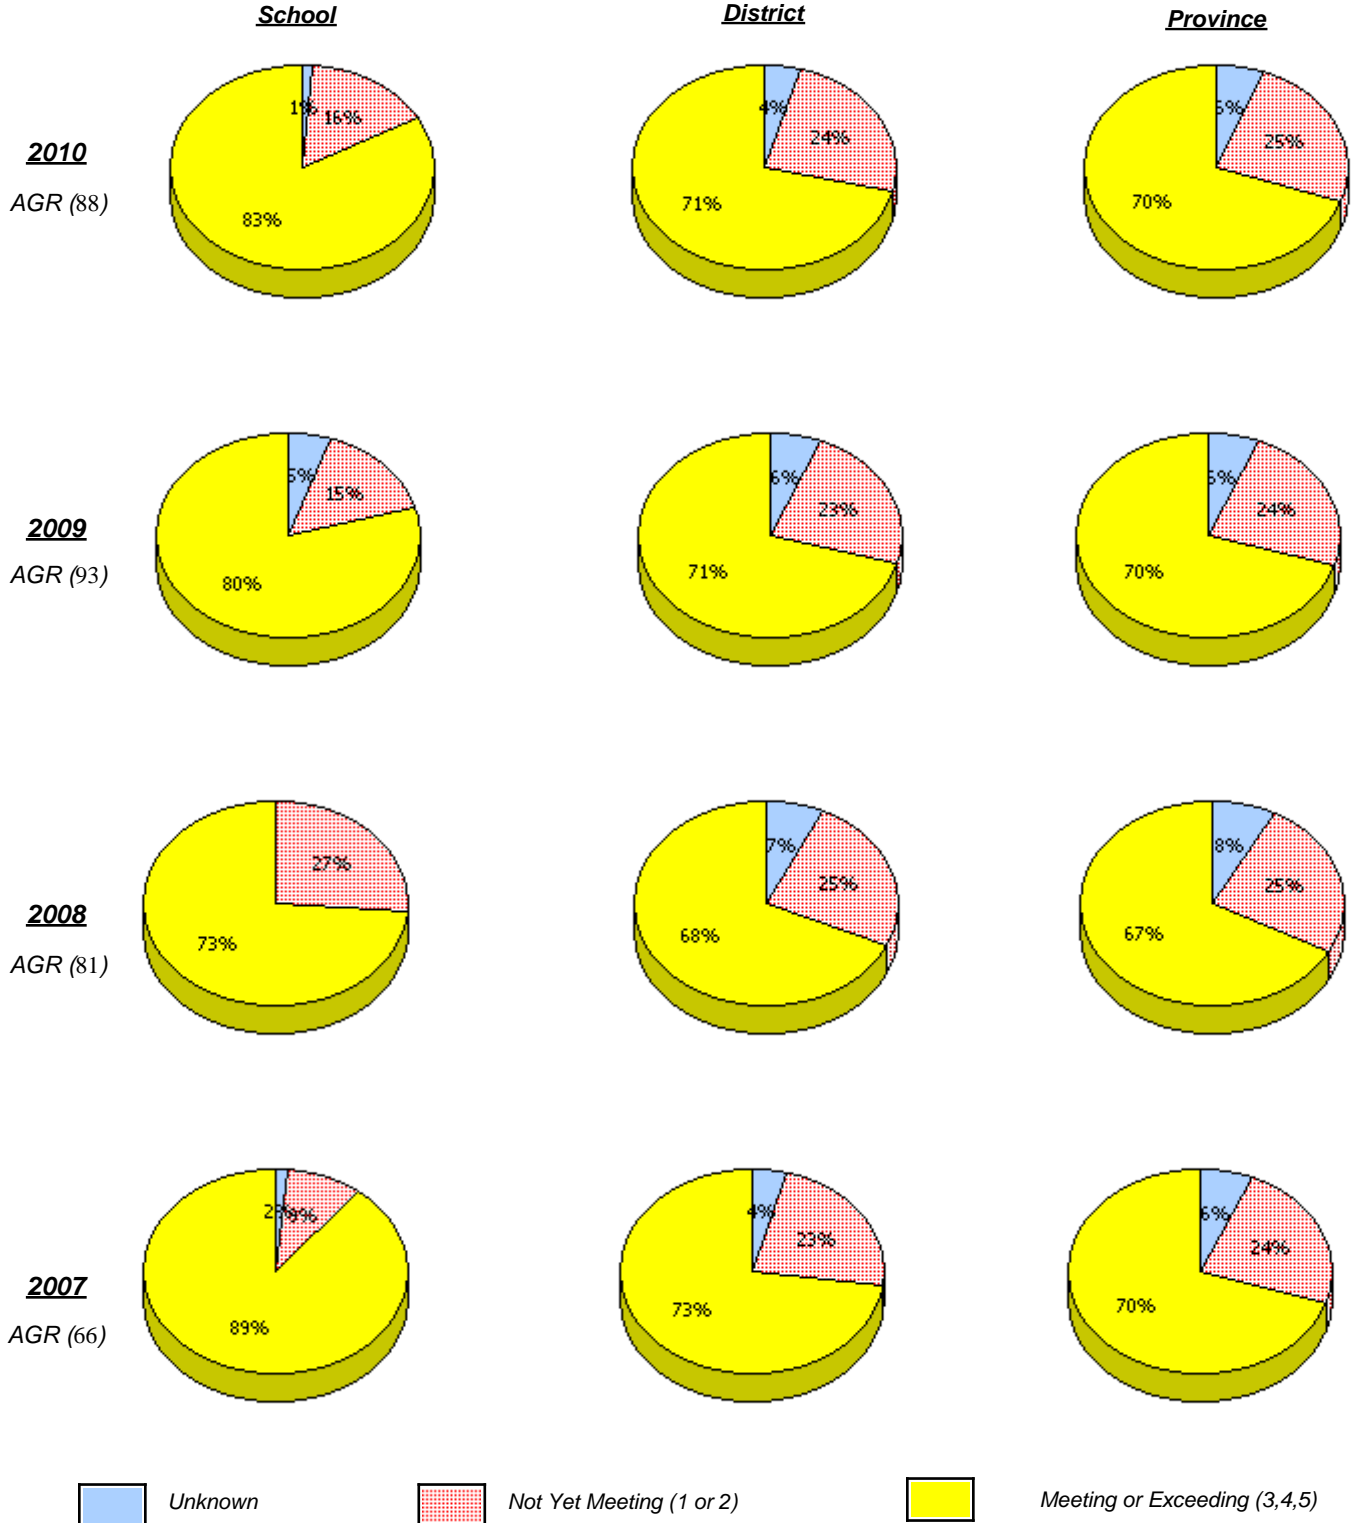 School District Province
1% 16% 4% 24% 5% 25%
2010
AGR (88)
83% 71% 70%
5% 15% 6% 23% 24%
2009
AGR (93)
80% 71% 70%
27% 7% 25% 8% 25%
2008
AGR (81)
73% 68% 67%
2% 4% 23% 6% 24%
2007
AGR (66)
89% 73% 70%
Unknown Not Yet Meeting (1 or 2) Meeting or Exceeding (3,4,5)